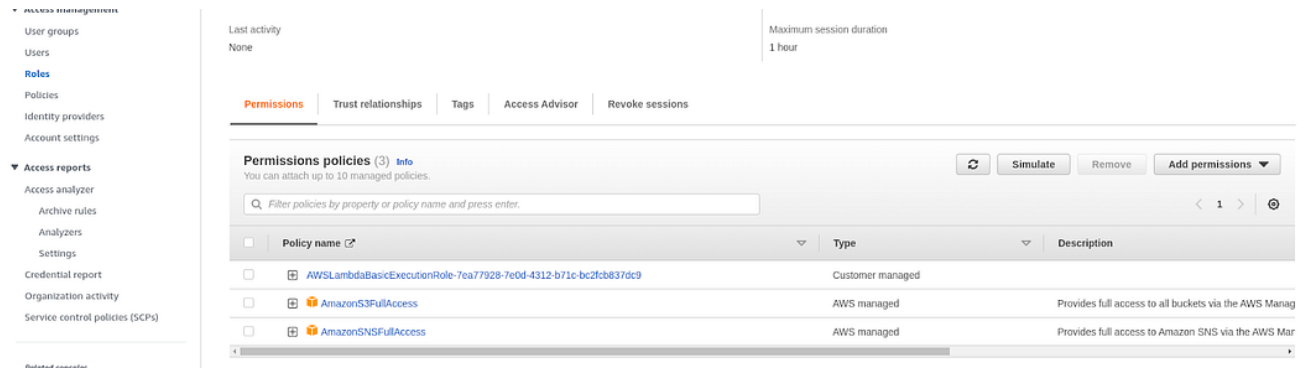 Access management
User groups
Users
Roles
Policies
Identity providers
Account settings
Access reports
Access analyzer
Archive rules
Analyzers
Settings
Credential report
Organization activity
Service control policies (SCPs)
Related consoles
Last activity
None
Maximum session duration
1 hour
Permissions Trust relationships Tags Access Advisor Revoke sessions
Permissions policies (3) Info
You can attach up to 10 managed policies.
Simulate Remove Add permissions
Filter policies by property or policy name and press enter.
1
Policy name Type Description
AWSLambdaBasicExecutionRole-7ea77928-7e0d-4312-b71c-bc2fcb837dc9 Customer managed
AmazonS3FullAccess AWS managed Provides full access to all buckets via the AWS Manag
AmazonSNSFullAccess AWS managed Provides full access to Amazon SNS via the AWS Man